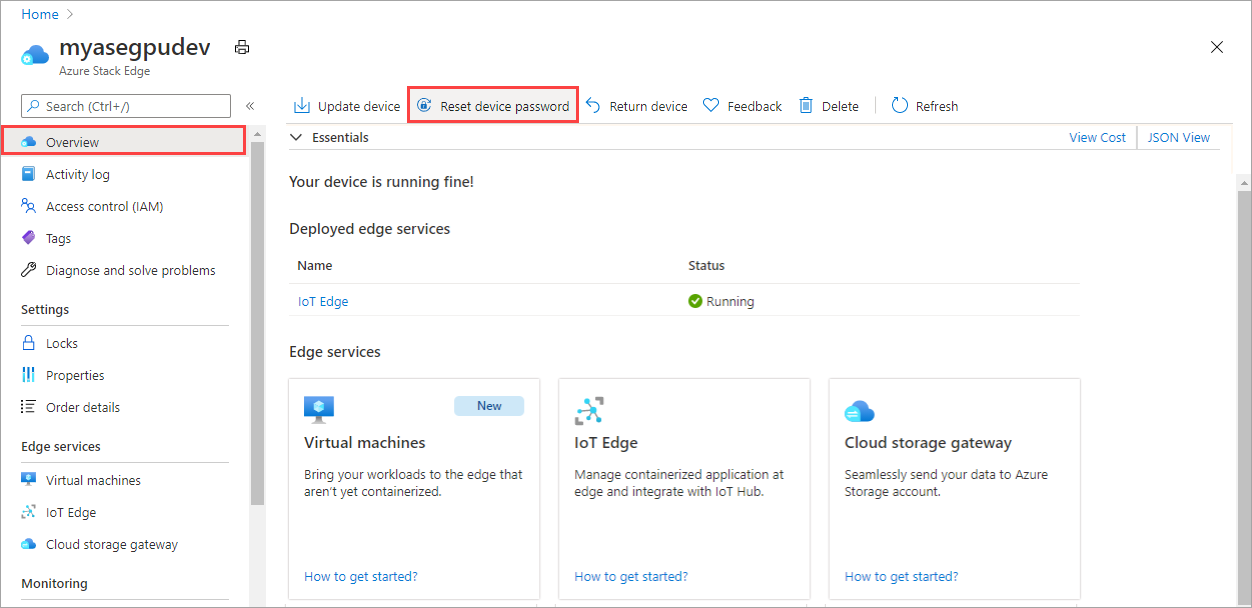 Home
myasegpudev
Azure Stack Edge
Search (Ctrl+/)
Overview
Activity log
Access control (IAM)
Tags
Diagnose and solve problems
Settings
Locks
Properties
Order details
Edge services
Virtual machines
IoT Edge
Cloud storage gateway
Monitoring
Update device Reset device password Return device Feedback Delete Refresh
Essentials View Cost JSON View
Your device is running fine!
Deployed edge services
Name Status
IoT Edge Running
Edge services
New
Virtual machines
Bring your workloads to the edge that
aren't yet containerized.
How to get started?
IoT Edge
Manage containerized application at
edge and integrate with IoT Hub.
How to get started?
Cloud storage gateway
Seamlessly send your data to Azure
Storage account.
How to get started?